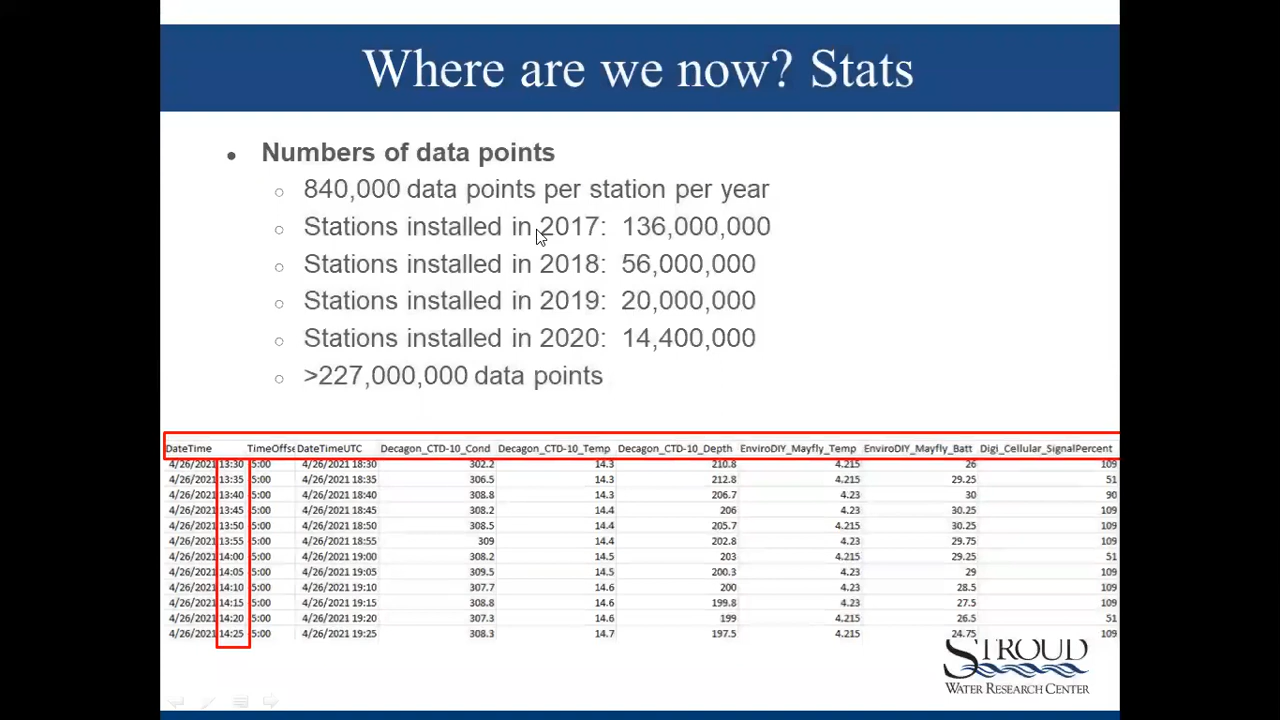 Where are we now? Stats
• Numbers of data points
○ 840,000 data points per station per year
○ Stations installed in 2017: 136,000,000
○ Stations installed in 2018: 56,000,000
○ Stations installed in 2019: 20,000,000
○ Stations installed in 2020: 14,400,000
○ >227,000,000 data points
DateTime TimeOffse DateTimeUTC Decagon_CTD-10_Cond Decagon_CTD-10_Temp Decagon_CTD-10_Depth EnviroDIY_Mayfly_Temp EnviroDIY_Mayfly_Batt Digi_Cellular_SignalPercent
4/26/2021 13:30 5:00 4/26/2021 18:30 302.2 14.3 210.8 4.215 26 109
4/26/2021 13:35 5:00 4/26/2021 18:35 306.5 14.3 212.8 4.215 29.25 51
4/26/2021 13:40 5:00 4/26/2021 18:40 308.8 14.3 206.7 4.23 30 90
4/26/2021 13:45 5:00 4/26/2021 18:45 308.2 14.4 206 4.215 30.25 109
4/26/2021 13:50 5:00 4/26/2021 18:50 308.5 14.4 205.7 4.215 30.25 109
4/26/2021 13:55 5:00 4/26/2021 18:55 309 14.4 202.8 4.23 29.75 109
4/26/2021 14:00 5:00 4/26/2021 19:00 308.2 14.5 203 4.215 29.25 51
4/26/2021 14:05 5:00 4/26/2021 19:05 309.5 14.5 200.3 4.23 29 109
4/26/2021 14:10 5:00 4/26/2021 19:10 307.7 14.6 200 4.23 28.5 109
4/26/2021 14:15 5:00 4/26/2021 19:15 308.8 14.6 199.8 4.23 27.5 109
4/26/2021 14:20 5:00 4/26/2021 19:20 307.3 14.6 199 4.215 26.5 51
4/26/2021 14:25 5:00 4/26/2021 19:25 308.3 14.7 197.5 4.215 24.75 109
STROUD
WATER RESEARCH CENTER